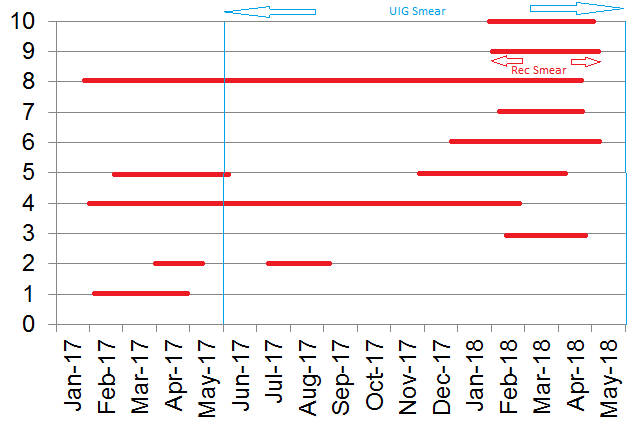 10
UIG Smear
9
Rec Smear
8
7
6
5
4
3
2
1
0
Jan-17
Feb-17
Mar-17
Apr-17
May-17
Jun-17
Jul-17
Aug-17
Sep-17
Oct-17
Nov-17
Dec-17
Jan-18
Feb-18
Mar-18
Apr-18
May-18